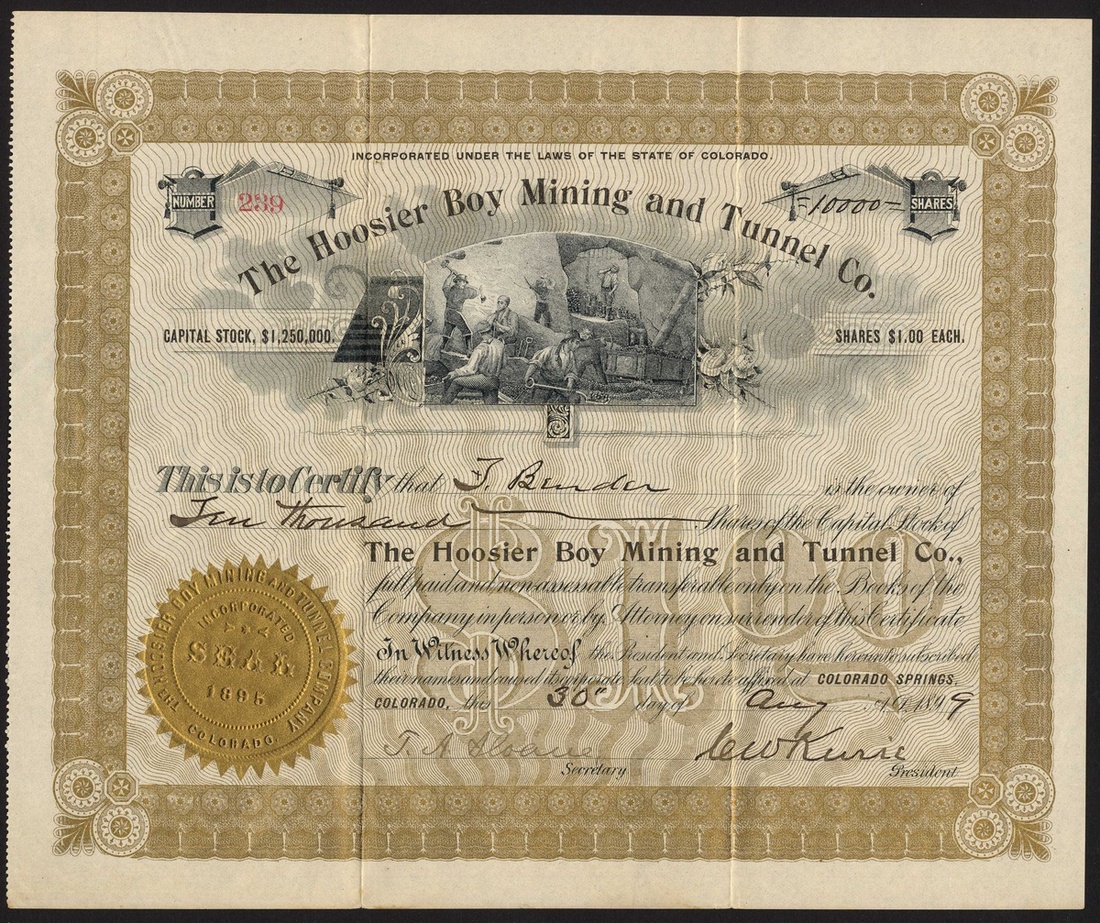 INCORPORATED UNDER THE LAWS OF THE STATE OF COLORADO.
NUMBER 239
=10000= SHARES
The Hoosier Boy Mining and Tunnel Co.
CAPITAL STOCK, $1,250,000.
SHARES $1.00 EACH.
This is to Certify that T. Bender is the owner of
Ten thousand Shares of the Capital Stock of
The Hoosier Boy Mining and Tunnel Co.,
full paid and non-assessable transferable only on the Books of the
Company in person or by Attorney on surrender of this Certificate
In Witness Whereof the President and Secretary have hereunto subscribed
their names and caused its corporate seal to be hereto affixed at COLORADO SPRINGS,
COLORADO, this 30" day of Aug A.D. 1899
T. A. Sloane
Secretary
President
$1.00
THE HOOSIER BOY MINING AND TUNNEL COMPANY
INCORPORATED
SEAL
1895
COLORADO.